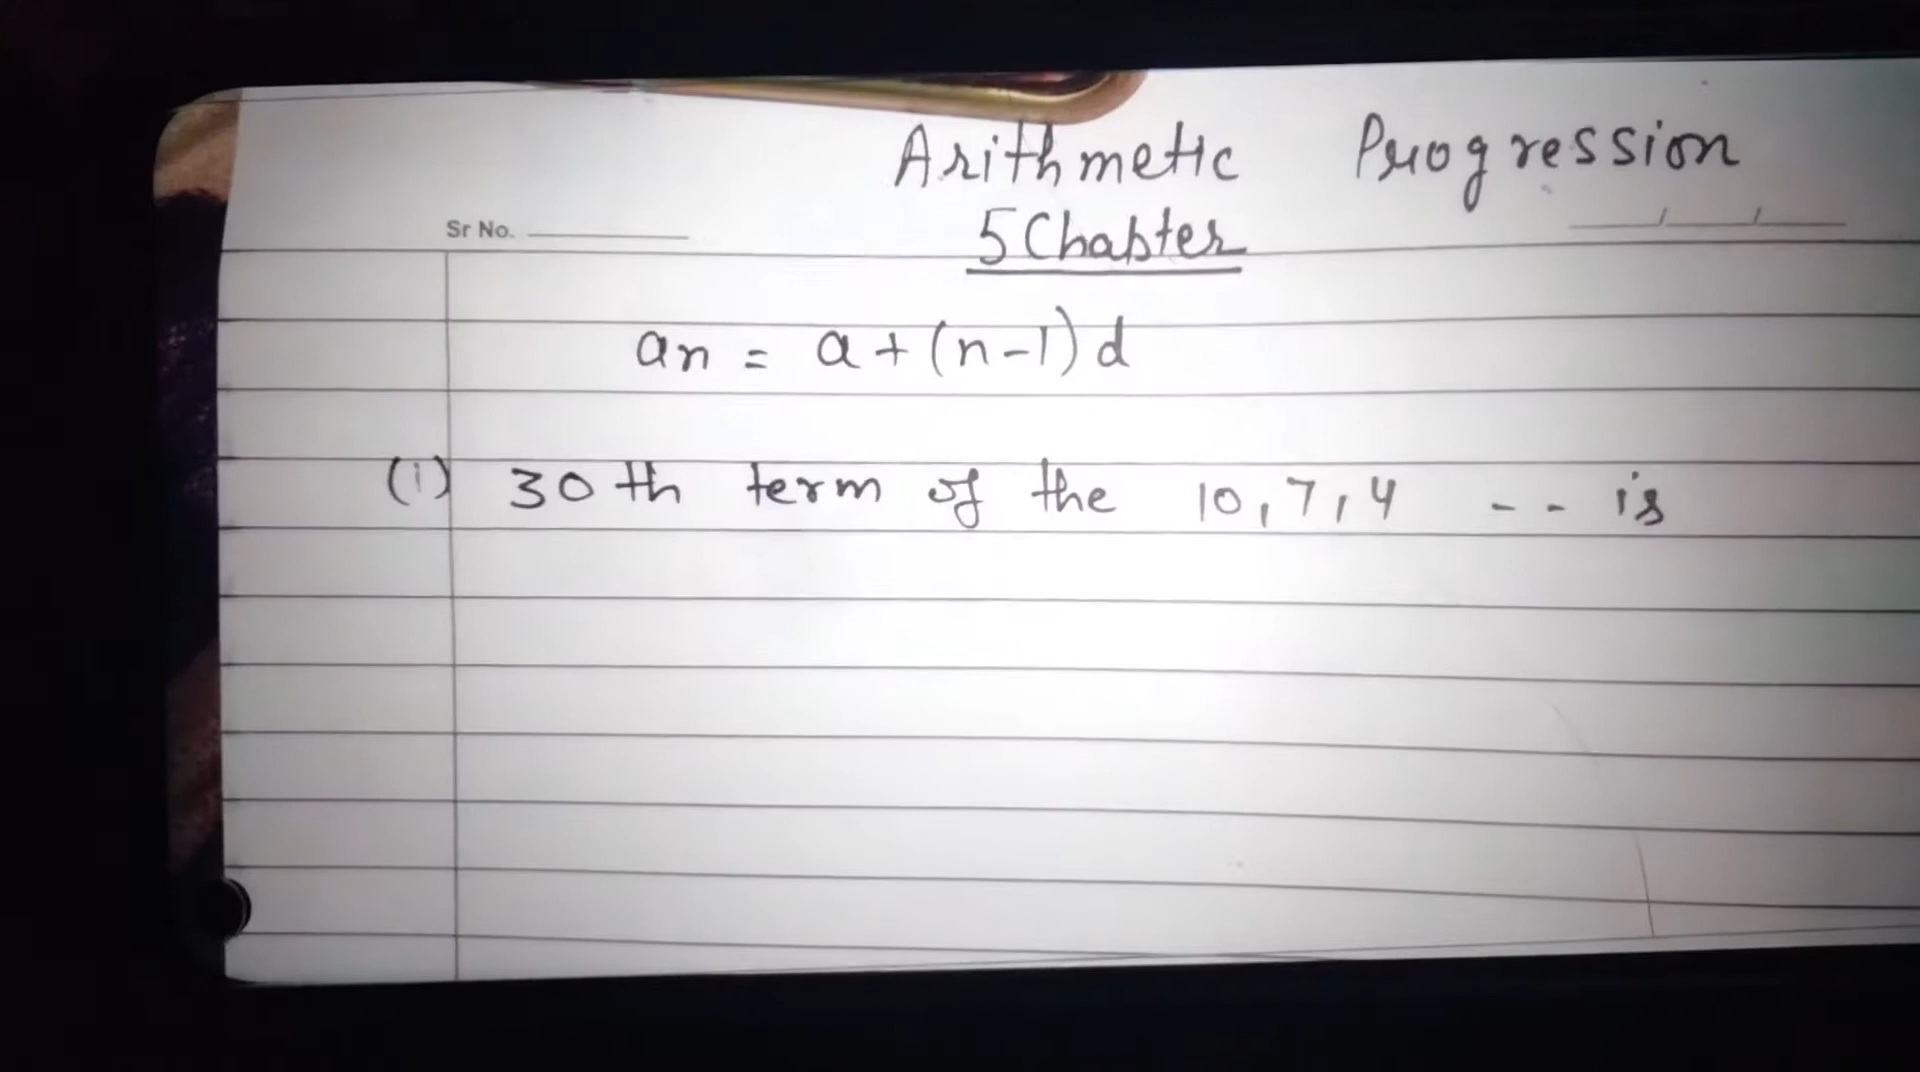 Arithmetic Progression
Sr No.
5 Chapter
an = a + (n-1) d
(i) 30 th term of the 10, 7, 4 -- is